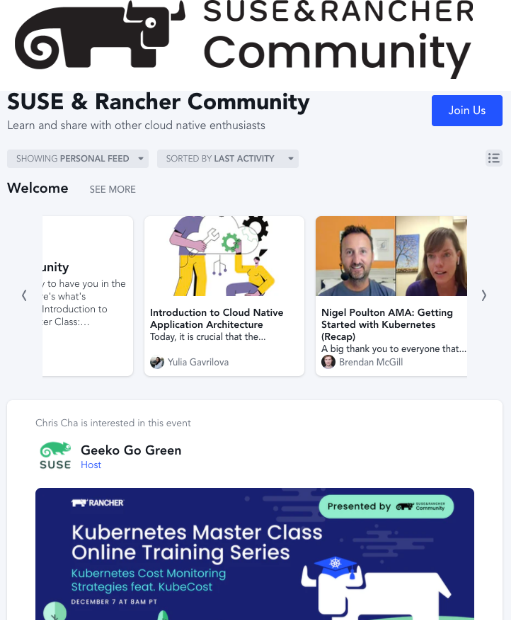 SUSE&RANCHER
Community
SUSE & Rancher Community
Join Us
Learn and share with other cloud native enthusiasts
SHOWING PERSONAL FEED
SORTED BY LAST ACTIVITY
Welcome
SEE MORE
unity
y to have you in the
e's what's
Introduction to
er Class:...
Introduction to Cloud Native
Application Architecture
Today, it is crucial that the...
Yulia Gavrilova
Nigel Poulton AMA: Getting
Started with Kubernetes
(Recap)
A big thank you to everyone that...
Brendan McGill
Chris Cha is interested in this event
SUSE
Geeko Go Green
Host
RANCHER
Presented by SUSE&RANCHER
Community
Kubernetes Master Class
Online Training Series
Kubernetes Cost Monitoring
Strategies feat. KubeCost
DECEMBER 7 AT 8AM PT